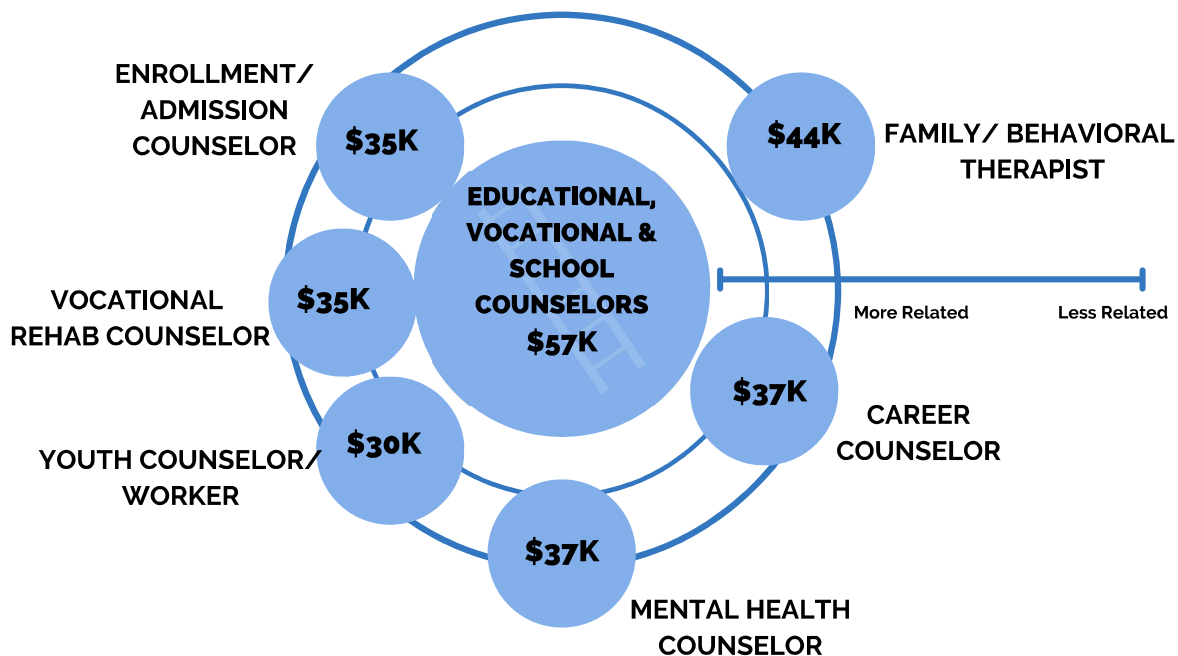 ENROLLMENT/
ADMISSION
COUNSELOR
$35K
$44K
FAMILY/ BEHAVIORAL
THERAPIST
EDUCATIONAL,
VOCATIONAL &
SCHOOL
COUNSELORS
$57K
VOCATIONAL
REHAB COUNSELOR
$35K
More Related
Less Related
$37K
CAREER
COUNSELOR
YOUTH COUNSELOR/
WORKER
$30K
$37K
MENTAL HEALTH
COUNSELOR